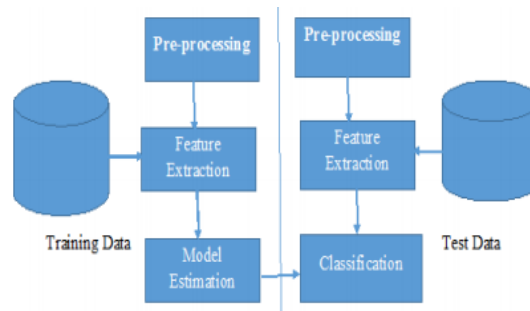 Pre-processing
Feature
Extraction
Training Data
Model
Estimation
Pre-processing
Feature
Extraction
Test Data
Classification